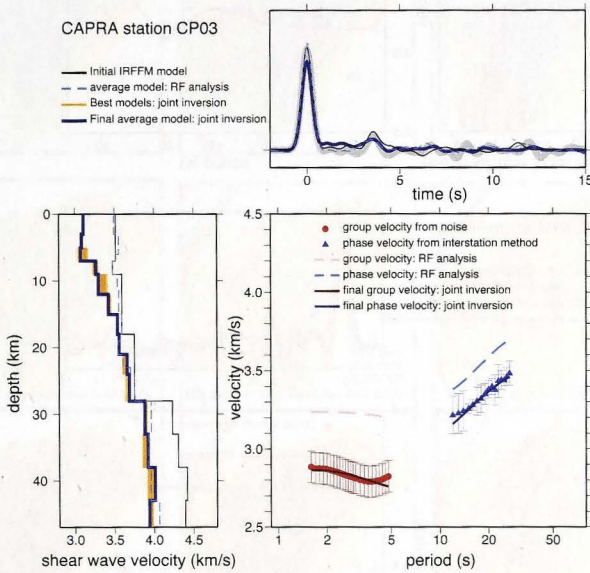 CAPRA station CP03
Initial IRFFM model
average model: RF analysis
Best models: joint inversion
Final average model: joint inversion
0 5 10 15
time (s)
0
10
20
30
40
depth (km)
3.0 3.5 4.0 4.5
shear wave velocity (km/s)
4.5
4.0
3.5
3.0
2.5
velocity (km/s)
group velocity from noise
phase velocity from interstation method
group velocity: RF analysis
phase velocity: RF analysis
final group velocity: joint inversion
final phase velocity: joint inversion
1 2 5 10 20 50
period (s)